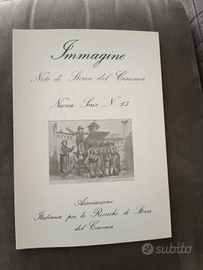 Immagine
Note di Storia del Cinema
Nuova Serie N. 13
Associazione
Italiana per le Ricerche di Storia
del Cinema
subito